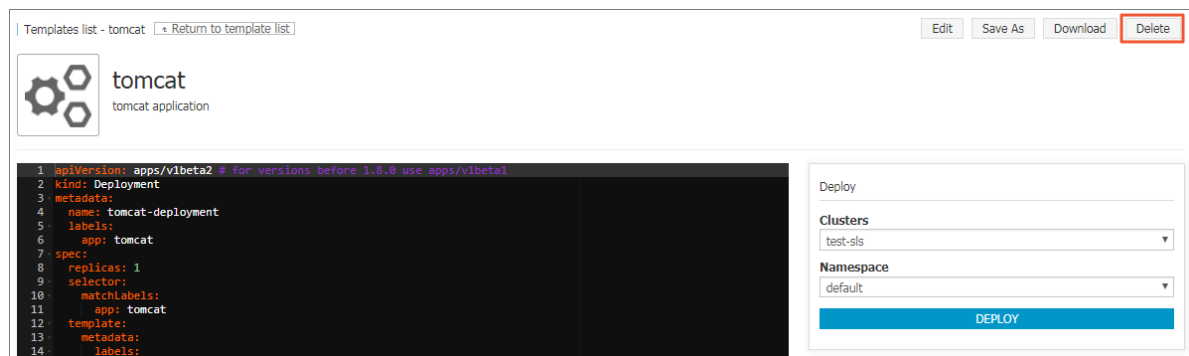 Templates list - tomcat Return to template list Edit Save As Download Delete
tomcat
tomcat application
1 apiVersion: apps/v1beta2 # for versions before 1.8.0 use apps/v1beta1
2 kind: Deployment
3 metadata:
4 name: tomcat-deployment
5 labels:
6 app: tomcat
7 spec:
8 replicas: 1
9 selector:
10 matchLabels:
11 app: tomcat
12 template:
13 metadata:
14 labels:
Deploy
Clusters
test-sls
Namespace
default
DEPLOY